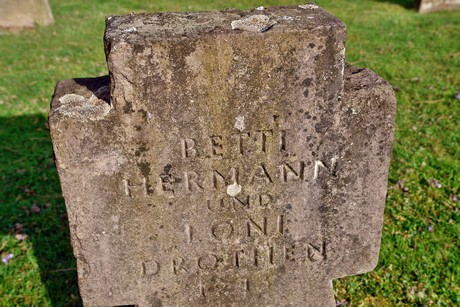 BETTI
HERMANN
UND
LONI
DROTHEN